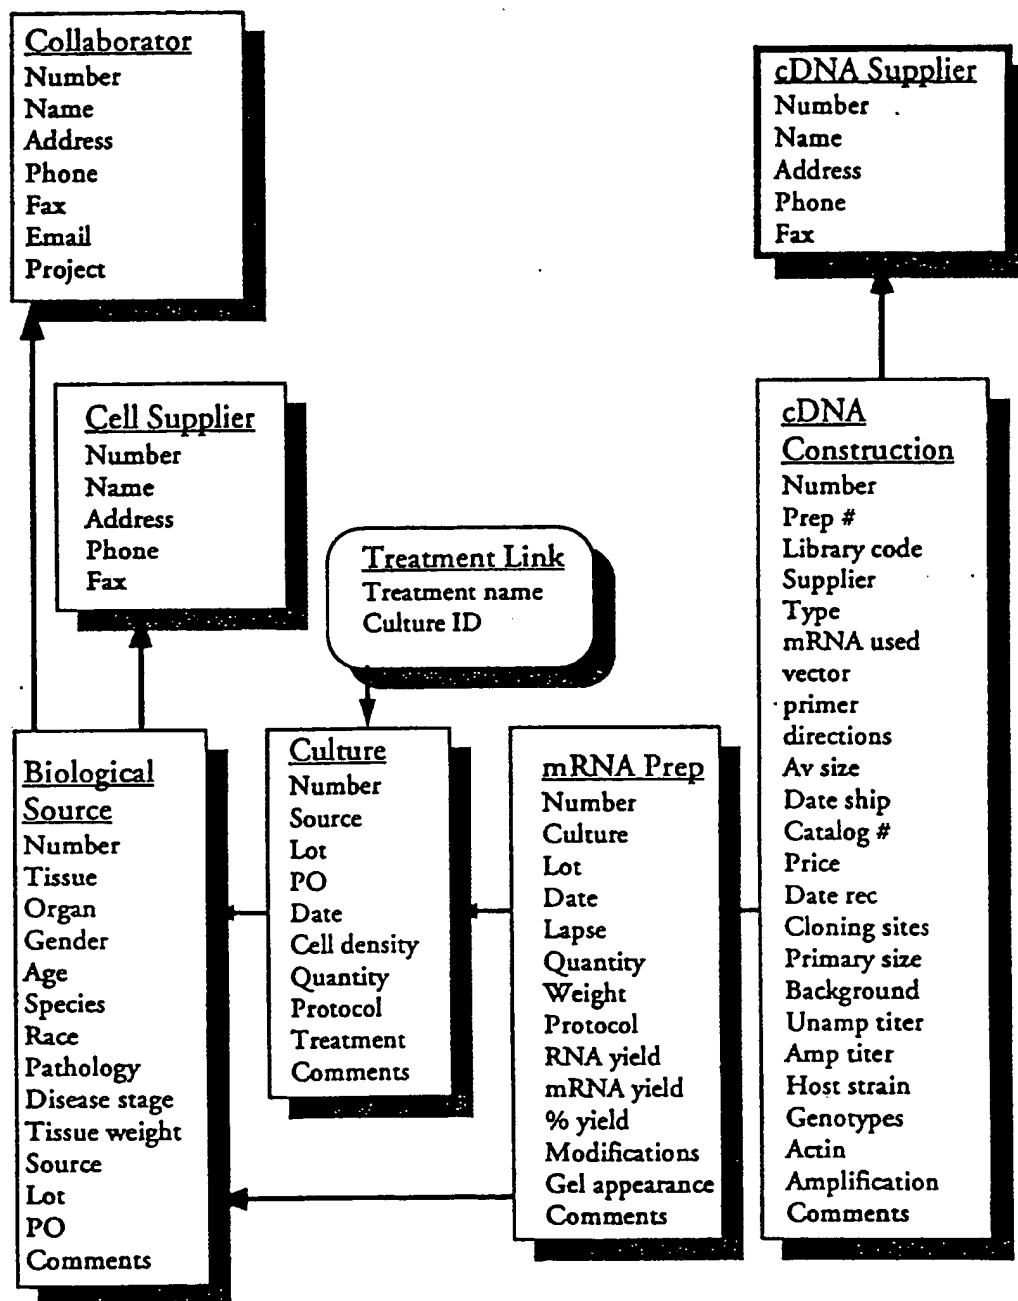 Collaborator
Number
Name
Address
Phone
Fax
Email
Project
cDNA Supplier
Number
Name
Address
Phone
Fax
Cell Supplier
Number
Name
Address
Phone
Fax
Treatment Link
Treatment name
Culture ID
Biological
Source
Number
Tissue
Organ
Gender
Age
Species
Race
Pathology
Disease stage
Tissue weight
Source
Lot
PO
Comments
Culture
Number
Source
Lot
PO
Date
Cell density
Quantity
Protocol
Treatment
Comments
mRNA Prep
Number
Culture
Lot
Date
Lapse
Quantity
Weight
Protocol
RNA yield
mRNA yield
% yield
Modifications
Gel appearance
Comments
cDNA
Construction
Number
Prep #
Library code
Supplier
Type
mRNA used
vector
primer
directions
Av size
Date ship
Catalog #
Price
Date rec
Cloning sites
Primary size
Background
Unamp titer
Amp titer
Host strain
Genotypes
Actin
Amplification
Comments